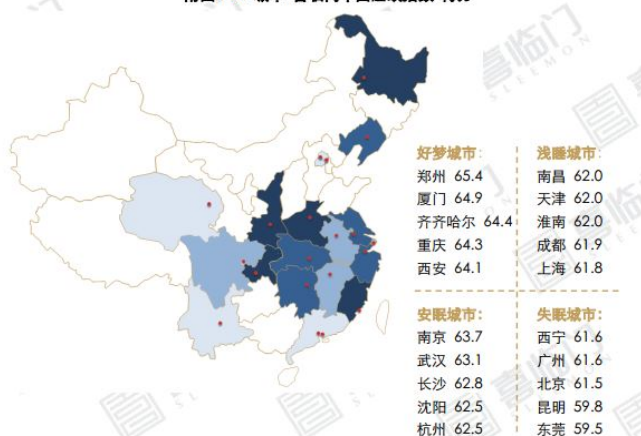 好梦城市:
郑州 65.4
厦门 64.9
齐齐哈尔 64.4
重庆 64.3
西安 64.1
浅睡城市:
南昌 62.0
天津 62.0
淮南 62.0
成都 61.9
上海 61.8
安眠城市:
南京 63.7
武汉 63.1
长沙 62.8
沈阳 62.5
杭州 62.5
失眠城市:
西宁 61.6
广州 61.6
北京 61.5
昆明 59.8
东莞 59.5
喜临门
SLEEMON